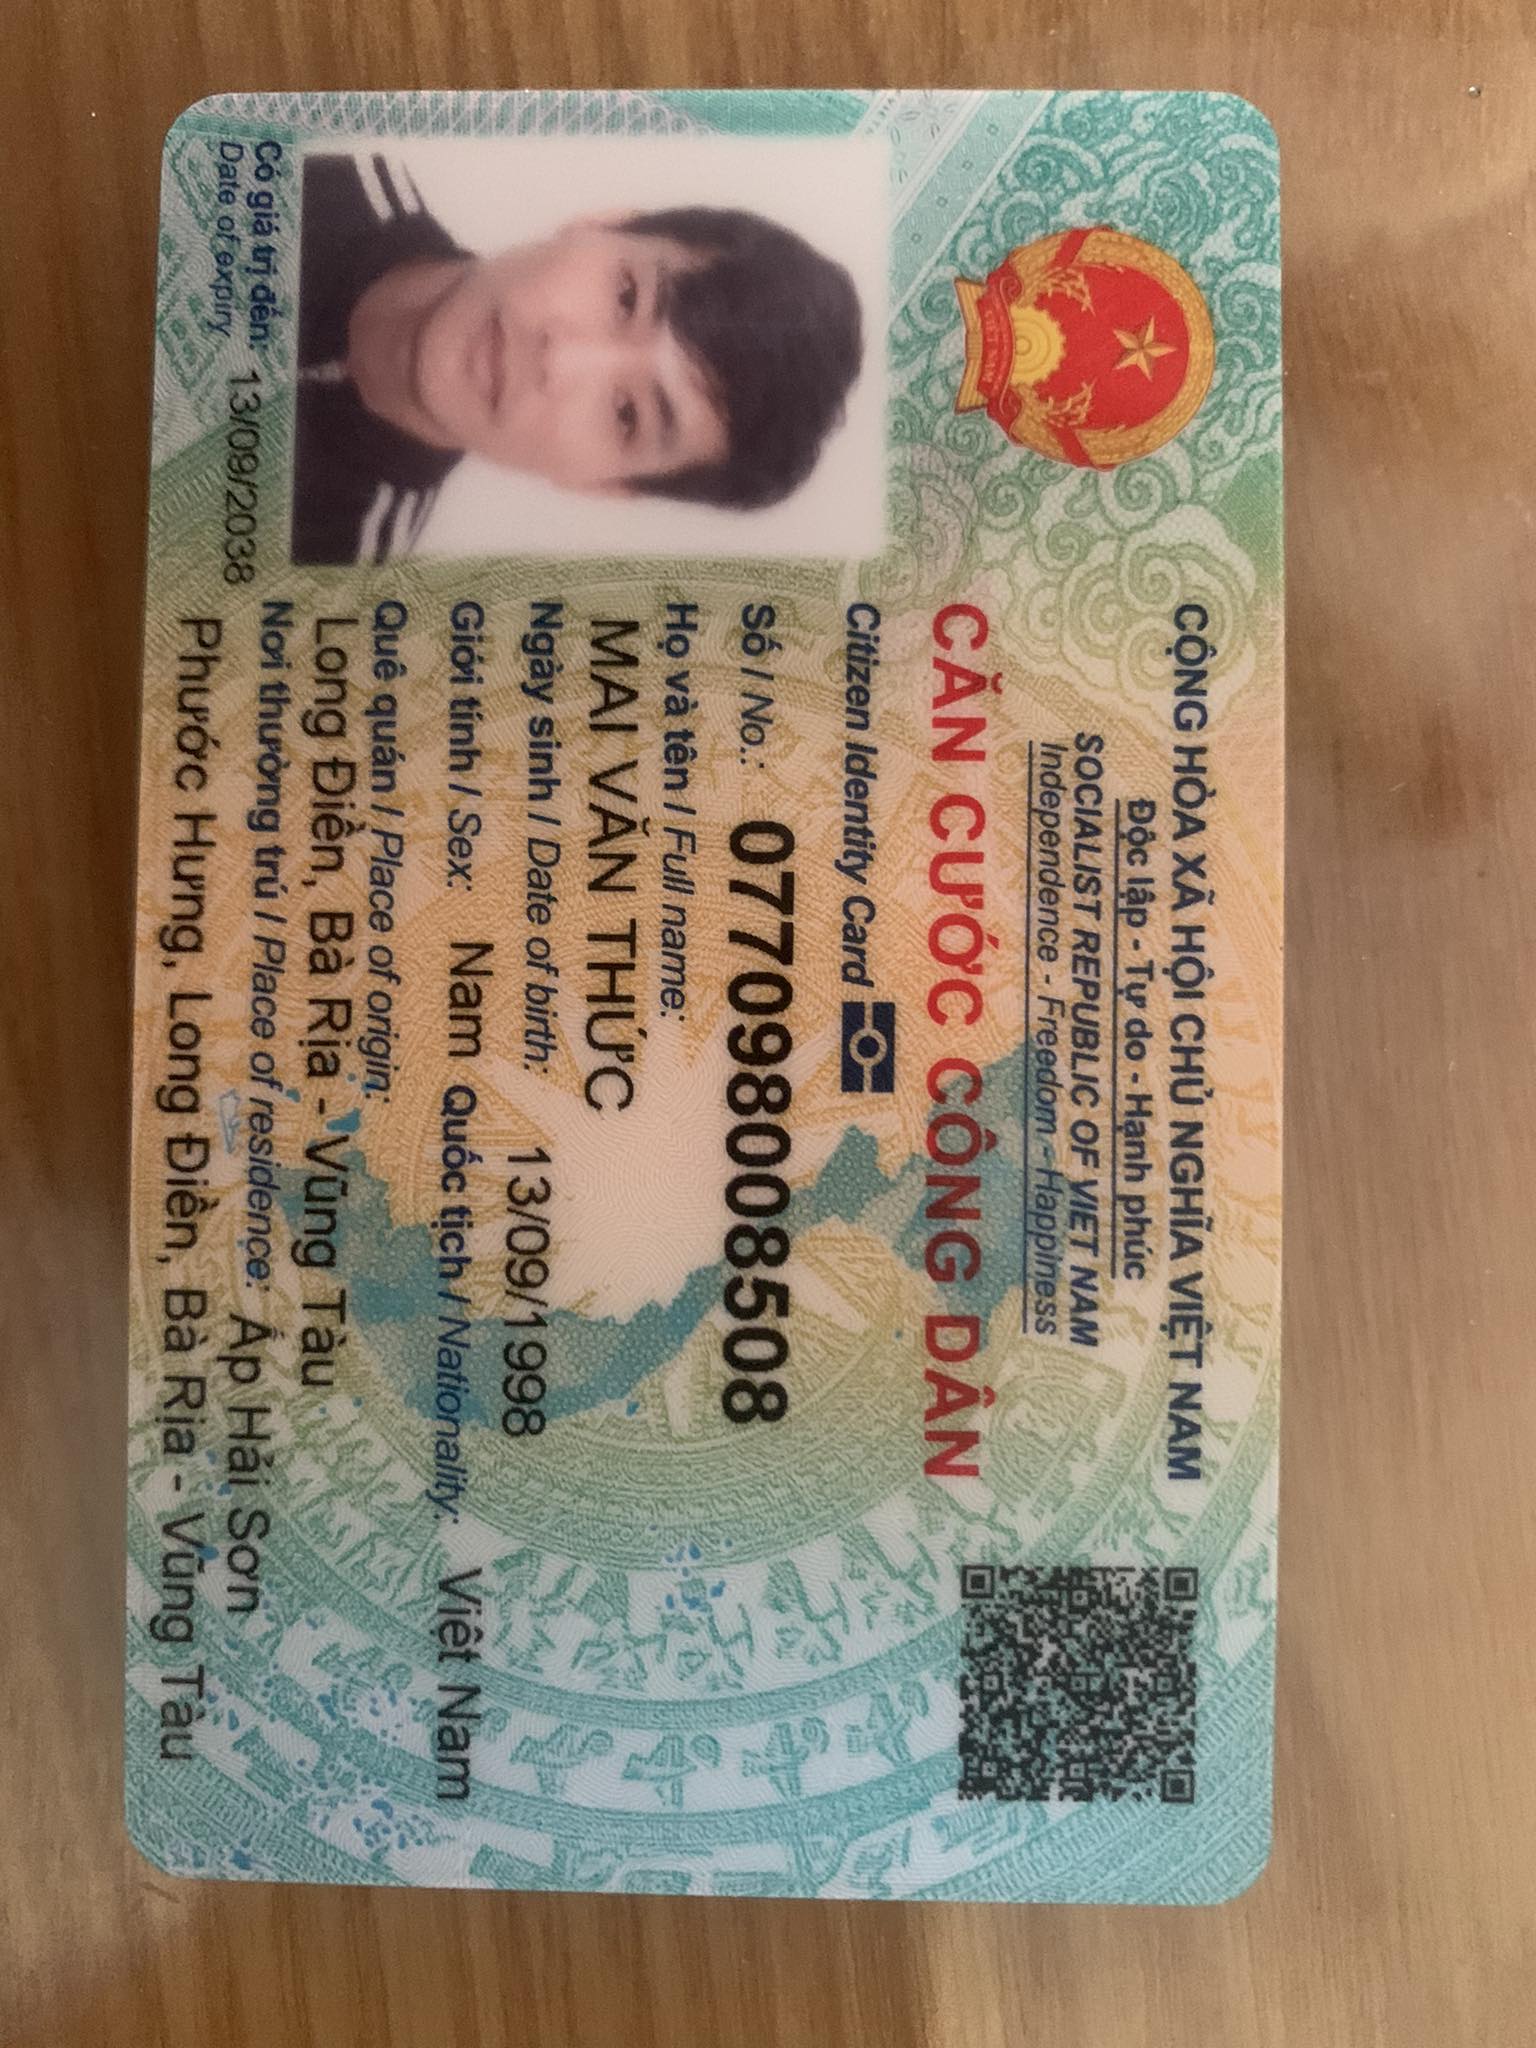 CỘNG HÒA XÃ HỘI CHỦ NGHĨA VIỆT NAM
Độc lập - Tự do - Hạnh phúc
SOCIALIST REPUBLIC OF VIET NAM
Independence - Freedom - Happiness
CĂN CƯỚC CÔNG DÂN
Citizen Identity Card
Số / No.: 077098008508
Họ và tên / Full name:
MAI VĂN THỨC
Ngày sinh / Date of birth: 13/09/1998
Giới tính / Sex: Nam Quốc tịch / Nationality: Việt Nam
Quê quán / Place of origin:
Long Điền, Bà Rịa - Vũng Tàu
Nơi thường trú / Place of residence: Ấp Hải Sơn
Phước Hưng, Long Điền, Bà Rịa - Vũng Tàu
Có giá trị đến: 13/09/2038
Date of expiry